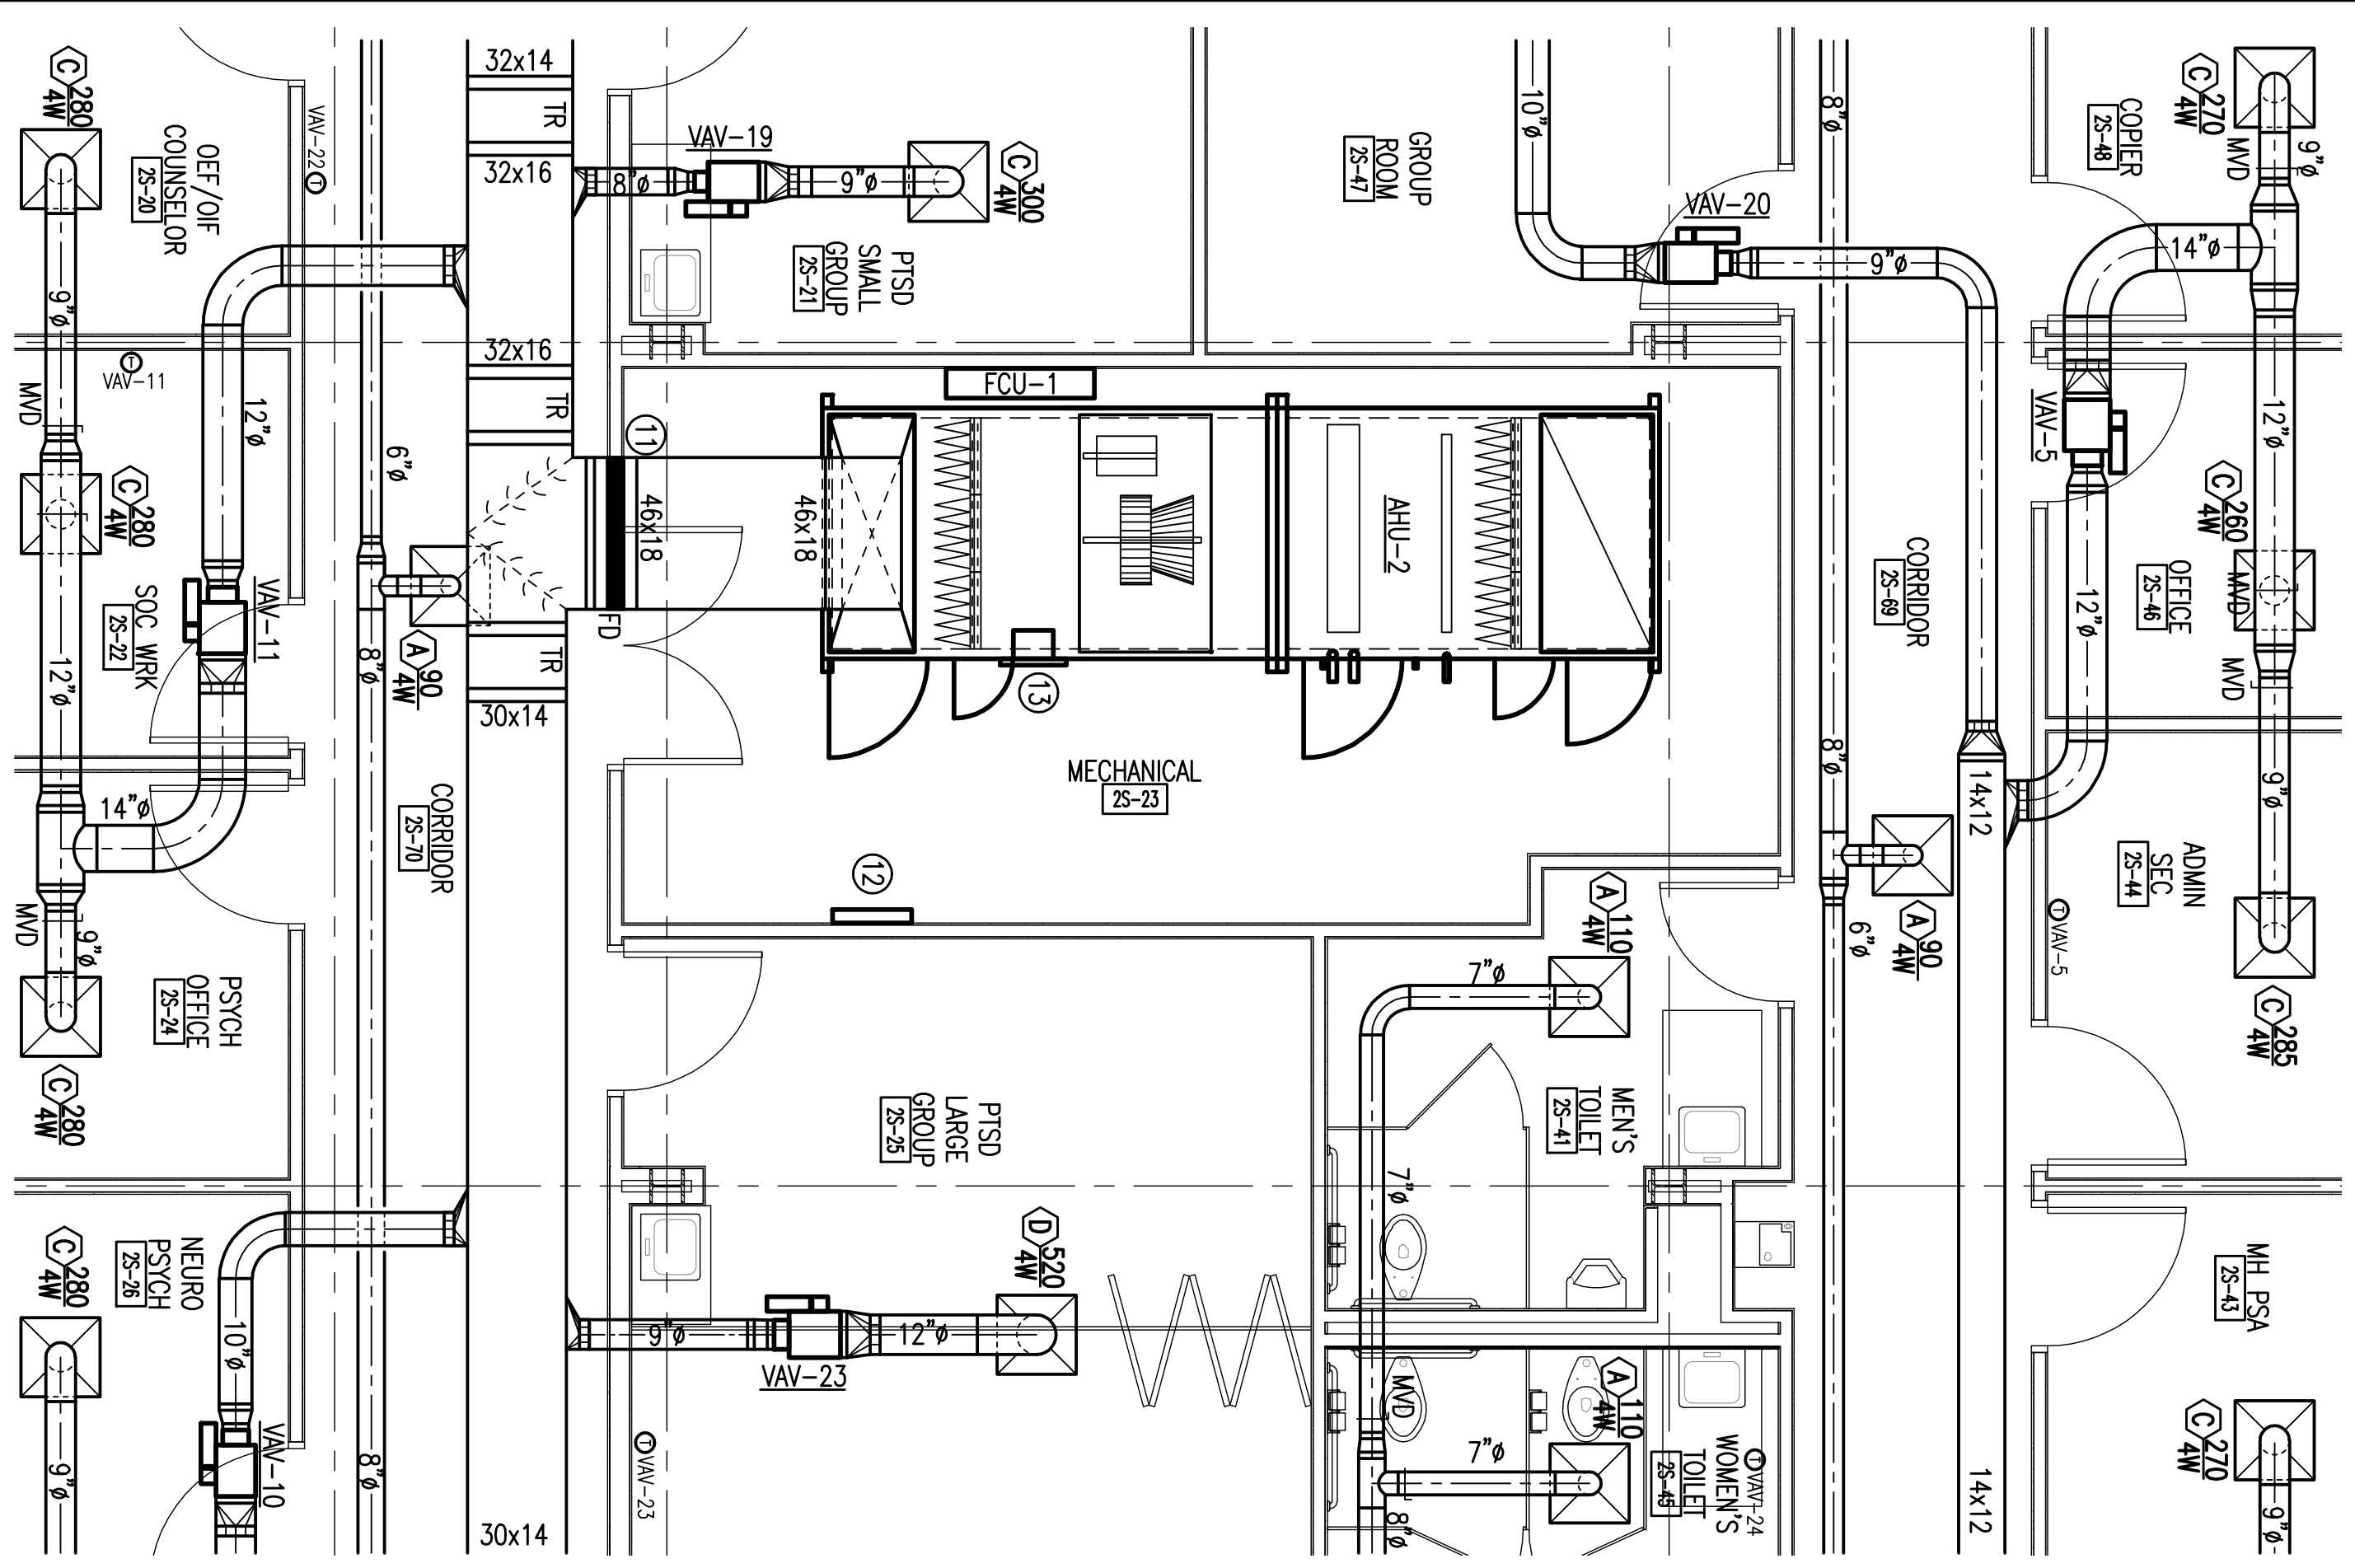 C 280
4W
OEF/OIF
COUNSELOR
2S-20
VAV-22 T
9"ø
T
VAV-11
MVD
12"ø
6"ø
C 280
4W
SOC WRK
2S-22
VAV-11
12"ø
14"ø
8"ø
A 90
4W
CORRIDOR
2S-70
MVD
9"ø
PSYCH
OFFICE
2S-24
C 280
4W
C 280
4W
NEURO
PSYCH
2S-26
10"ø
VAV-10
9"ø
8"ø
32x14
TR
32x16
32x16
TR
11
46x18
46x18
FD
TR
30x14
30x14
VAV-19
8"ø
9"ø
C 300
4W
PTSD
SMALL
GROUP
2S-21
GROUP
ROOM
2S-47
10"ø
VAV-20
9"ø
8"ø
FCU-1
AHU-2
13
MECHANICAL
2S-23
12
PTSD
LARGE
GROUP
2S-25
D 520
4W
9"ø
12"ø
VAV-23
T VAV-23
A 110
4W
7"ø
MEN'S
TOILET
2S-41
7"ø
MVD
A 110
4W
7"ø
8"ø
WOMEN'S
TOILET
2S-45
T VAV-24
CORRIDOR
2S-69
8"ø
14x12
A 90
4W
6"ø
14x12
C 270
4W
COPIER
2S-48
MVD
9"ø
14"ø
VAV-5
12"ø
C 260
4W
OFFICE
2S-46
MVD
MVD
12"ø
9"ø
ADMIN
SEC
2S-44
T VAV-5
C 285
4W
MH PSA
2S-43
C 270
4W
9"ø